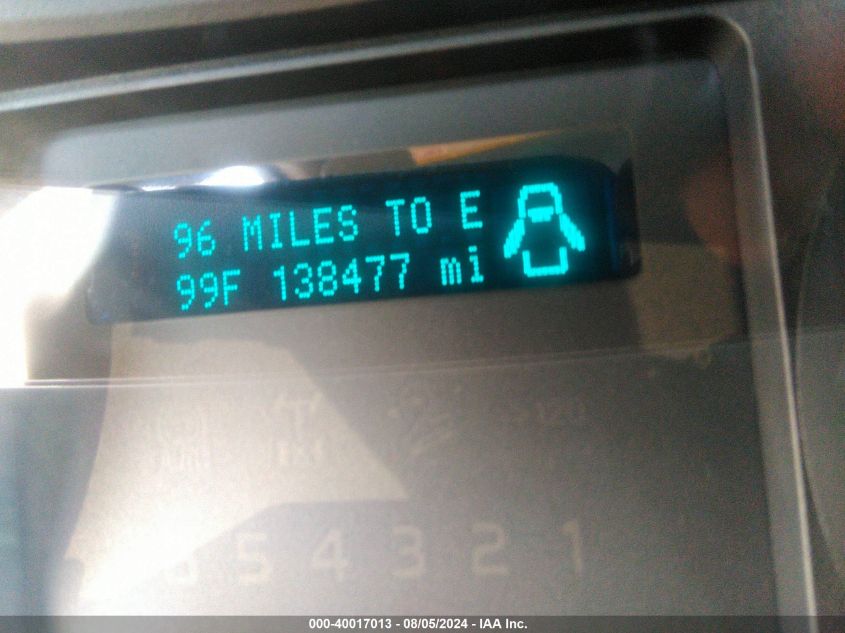 96 MILES TO E
99F 138477 mi
5 4 3 2 1
000-40017013 - 08/05/2024 - IAA Inc.